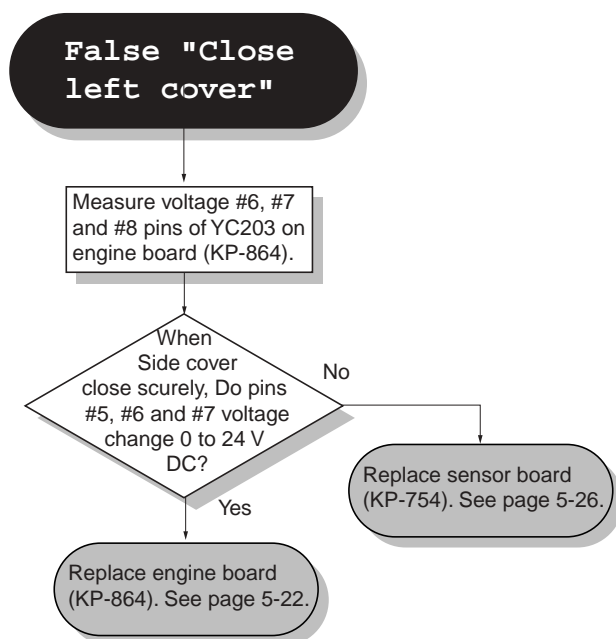 False "Close
left cover"
Measure voltage #6, #7
and #8 pins of YC203 on
engine board (KP-864).
When
Side cover
close scurely, Do pins
#5, #6 and #7 voltage
change 0 to 24 V
DC?
No
Replace sensor board
(KP-754). See page 5-26.
Yes
Replace engine board
(KP-864). See page 5-22.